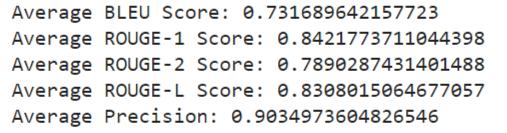 Average BLEU Score: 0.731689642157723
Average ROUGE-1 Score: 0.8421773711044398
Average ROUGE-2 Score: 0.7890287431401488
Average ROUGE-L Score: 0.8308015064677057
Average Precision: 0.9034973604826546